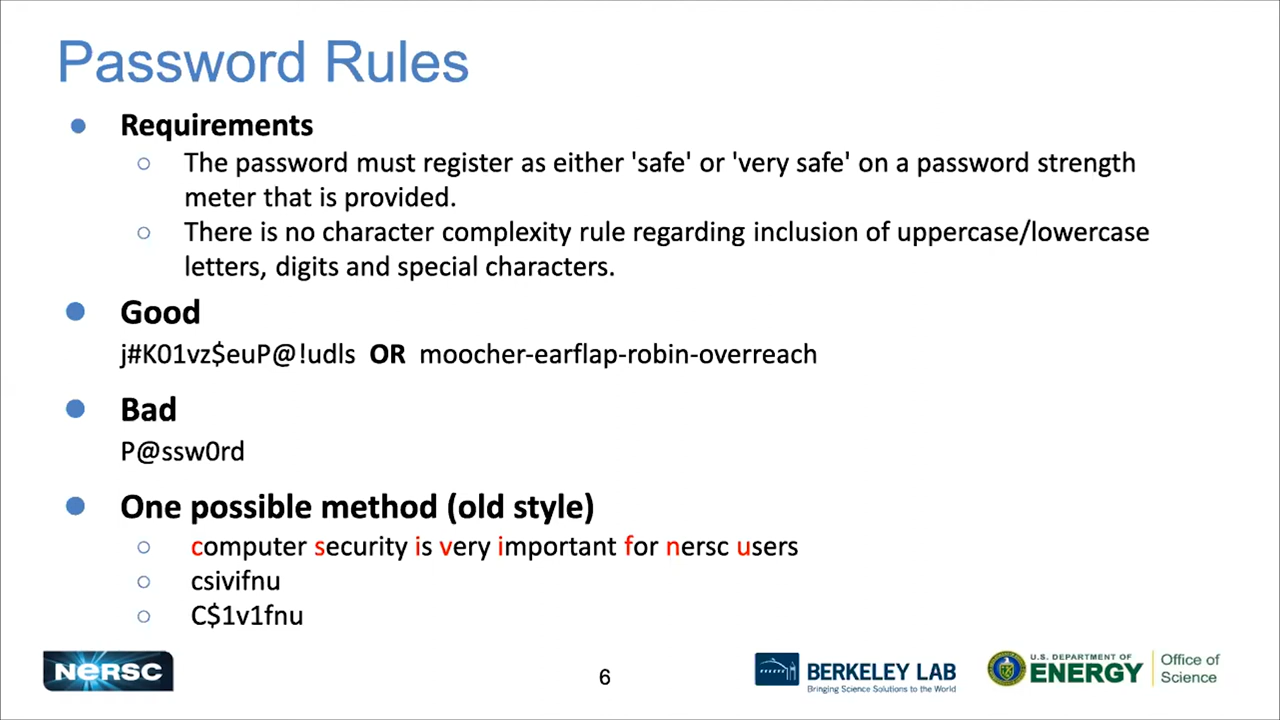 Password Rules
Requirements
The password must register as either 'safe' or 'very safe' on a password strength
meter that is provided.
There is no character complexity rule regarding inclusion of uppercase/lowercase
letters, digits and special characters.
Good
j#K01vz$euP@!udls OR moocher-earflap-robin-overreach
Bad
P@ssw0rd
One possible method (old style)
computer security is very important for nersc users
csivifnu
C$1v1fnu
NERSC
6
BERKELEY LAB
Bringing Science Solutions to the World
U.S. DEPARTMENT OF
ENERGY
Office of
Science